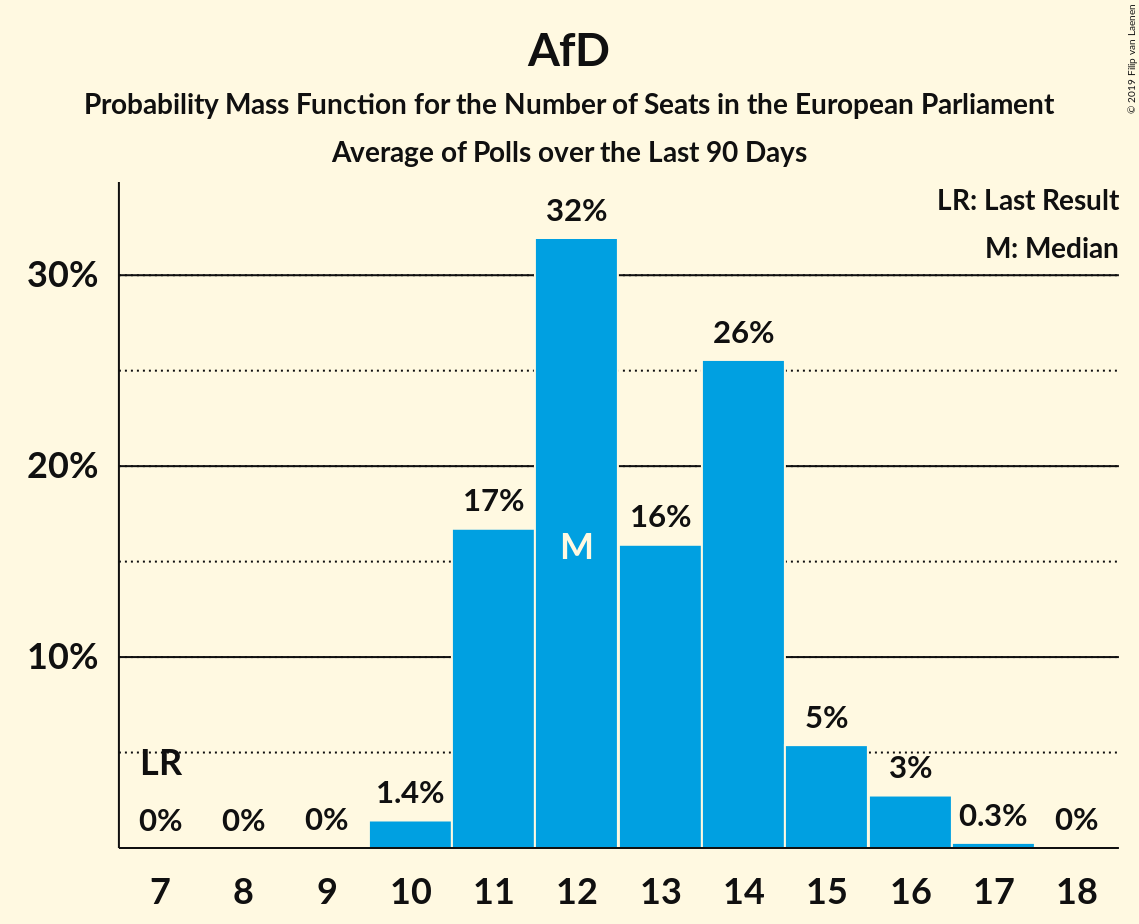 AfD
Probability Mass Function for the Number of Seats in the European Parliament
Average of Polls over the Last 90 Days
© 2019 Filip van Laenen
LR: Last Result
M: Median
30%
20%
10%
LR
0%
0%
0%
1.4%
17%
32%
M
16%
26%
5%
3%
0.3%
0%
7 8 9 10 11 12 13 14 15 16 17 18